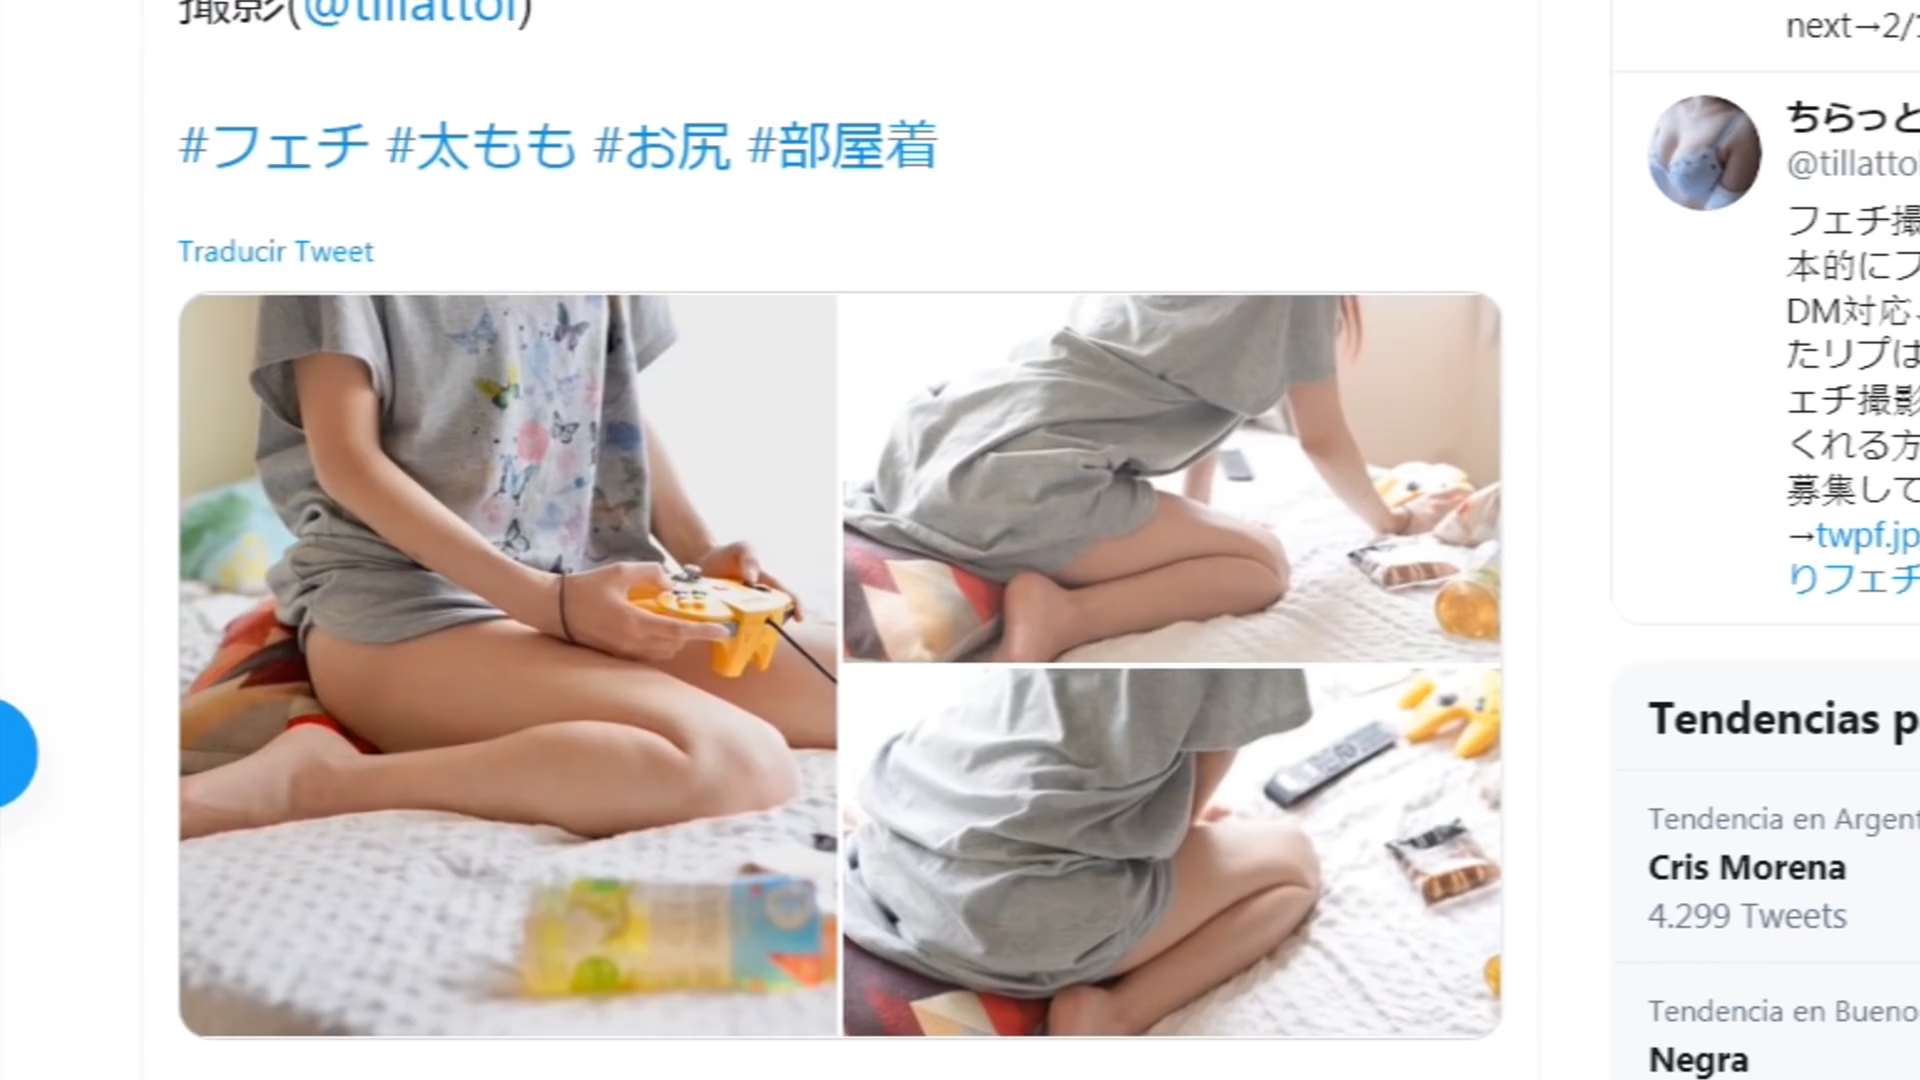 撮影(@tillattol)
#フェチ #太もも #お尻 #部屋着
Traducir Tweet
next→2/
ちらっと
@tillattol
フェチ撮
本的にフ
DM対応、
たリプは
ェチ撮影
くれる方
募集して
→twpf.jp
りフェチ
Tendencias p
Tendencia en Argent
Cris Morena
4.299 Tweets
Tendencia en Bueno
Negra